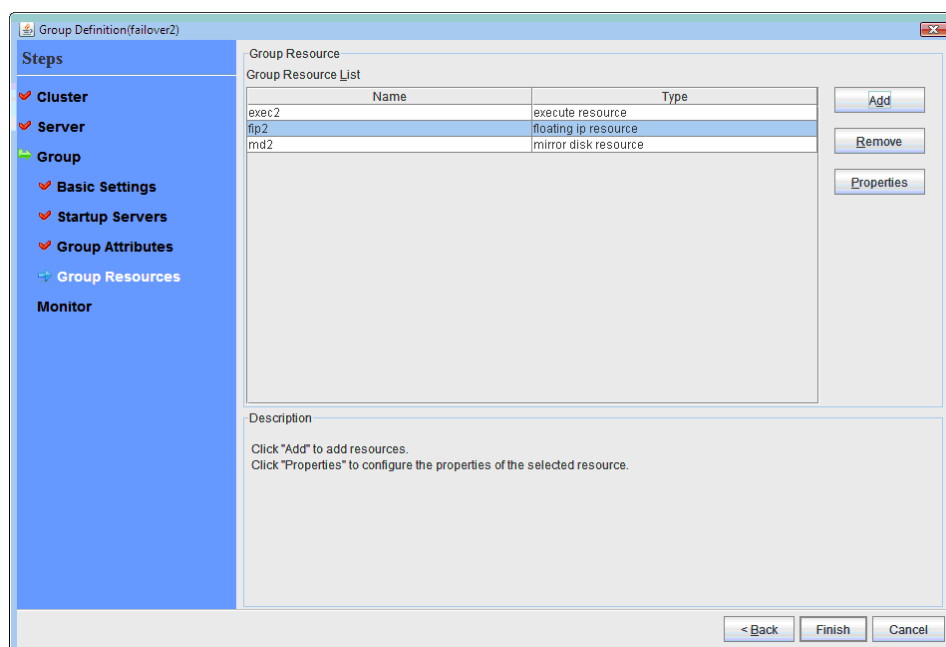 Group Definition(failover2)
Steps
Cluster
Server
Group
Basic Settings
Startup Servers
Group Attributes
Group Resources
Monitor
Group Resource
Group Resource List
Name Type
exec2 execute resource
fip2 floating ip resource
md2 mirror disk resource
Add
Remove
Properties
Description
Click "Add" to add resources.
Click "Properties" to configure the properties of the selected resource.
< Back Finish Cancel